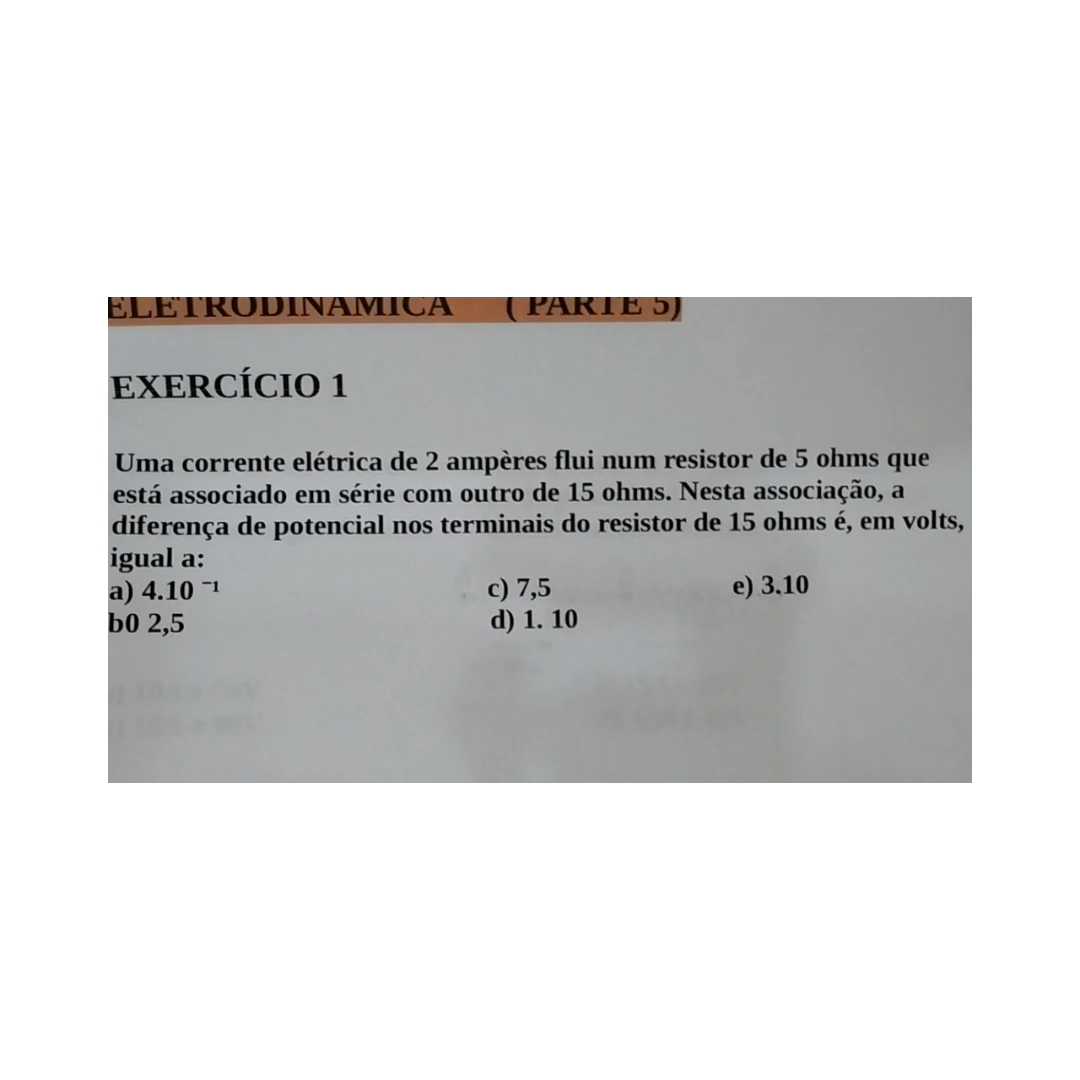 ELETRODINÂMICA ( PARTE 5)
EXERCÍCIO 1
Uma corrente elétrica de 2 ampères flui num resistor de 5 ohms que
está associado em série com outro de 15 ohms. Nesta associação, a
diferença de potencial nos terminais do resistor de 15 ohms é, em volts,
igual a:
a) 4.10 ⁻¹ c) 7,5 e) 3.10
b0 2,5 d) 1. 10